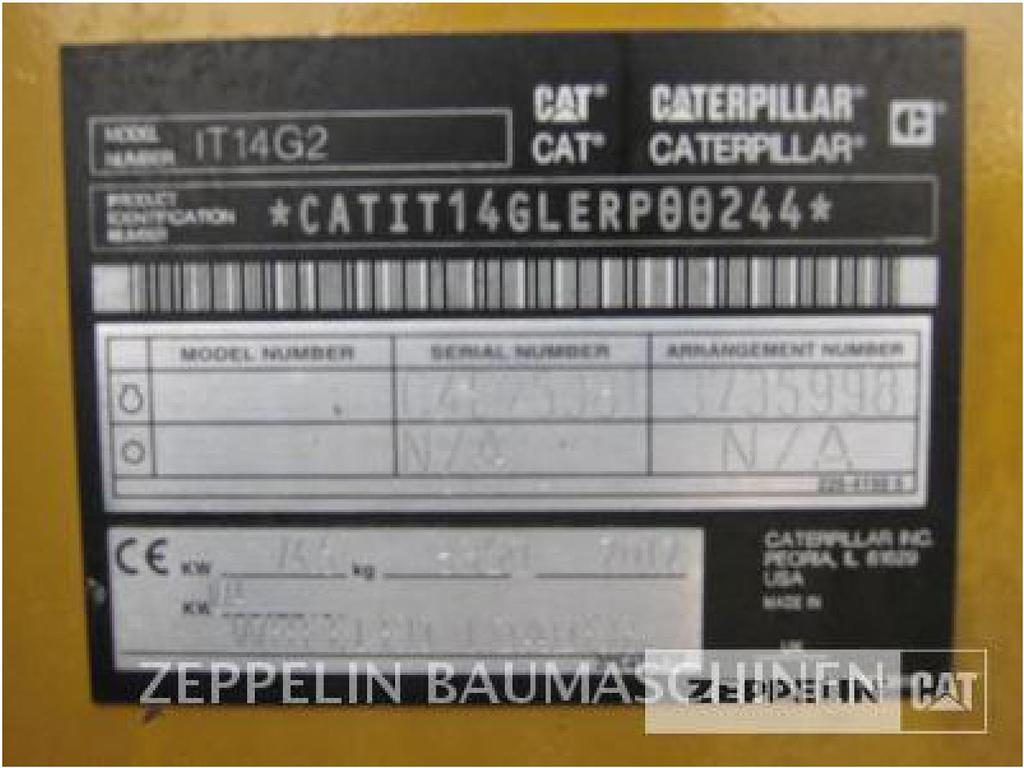 CAT® CATERPILLAR®
CAT® CATERPILLAR®
MODEL NUMBER IT14G2
PRODUCT IDENTIFICATION NUMBER *CATIT14GLERP00244*
MODEL NUMBER SERIAL NUMBER ARRANGEMENT NUMBER
3735998
N/A N/A
CE KW kg
KW
CATERPILLAR INC.
PEORIA, IL 61629
USA
MADE IN
ZEPPELIN BAUMASCHINEN
ZEPPELIN CAT